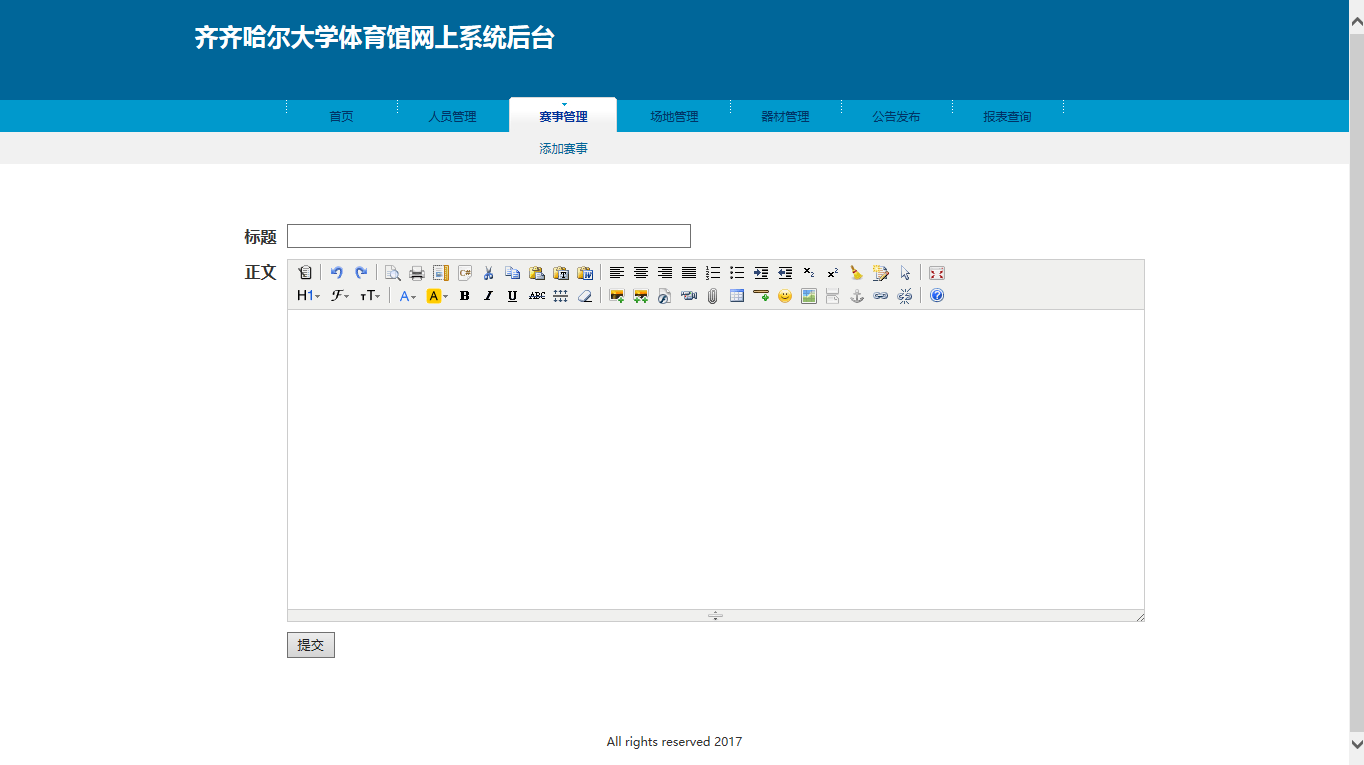 齐齐哈尔大学体育馆网上系统后台
首页 人员管理 赛事管理 场地管理 器材管理 公告发布 报表查询
添加赛事
标题
正文
H1 F тT A A B I U ABC
提交
All rights reserved 2017